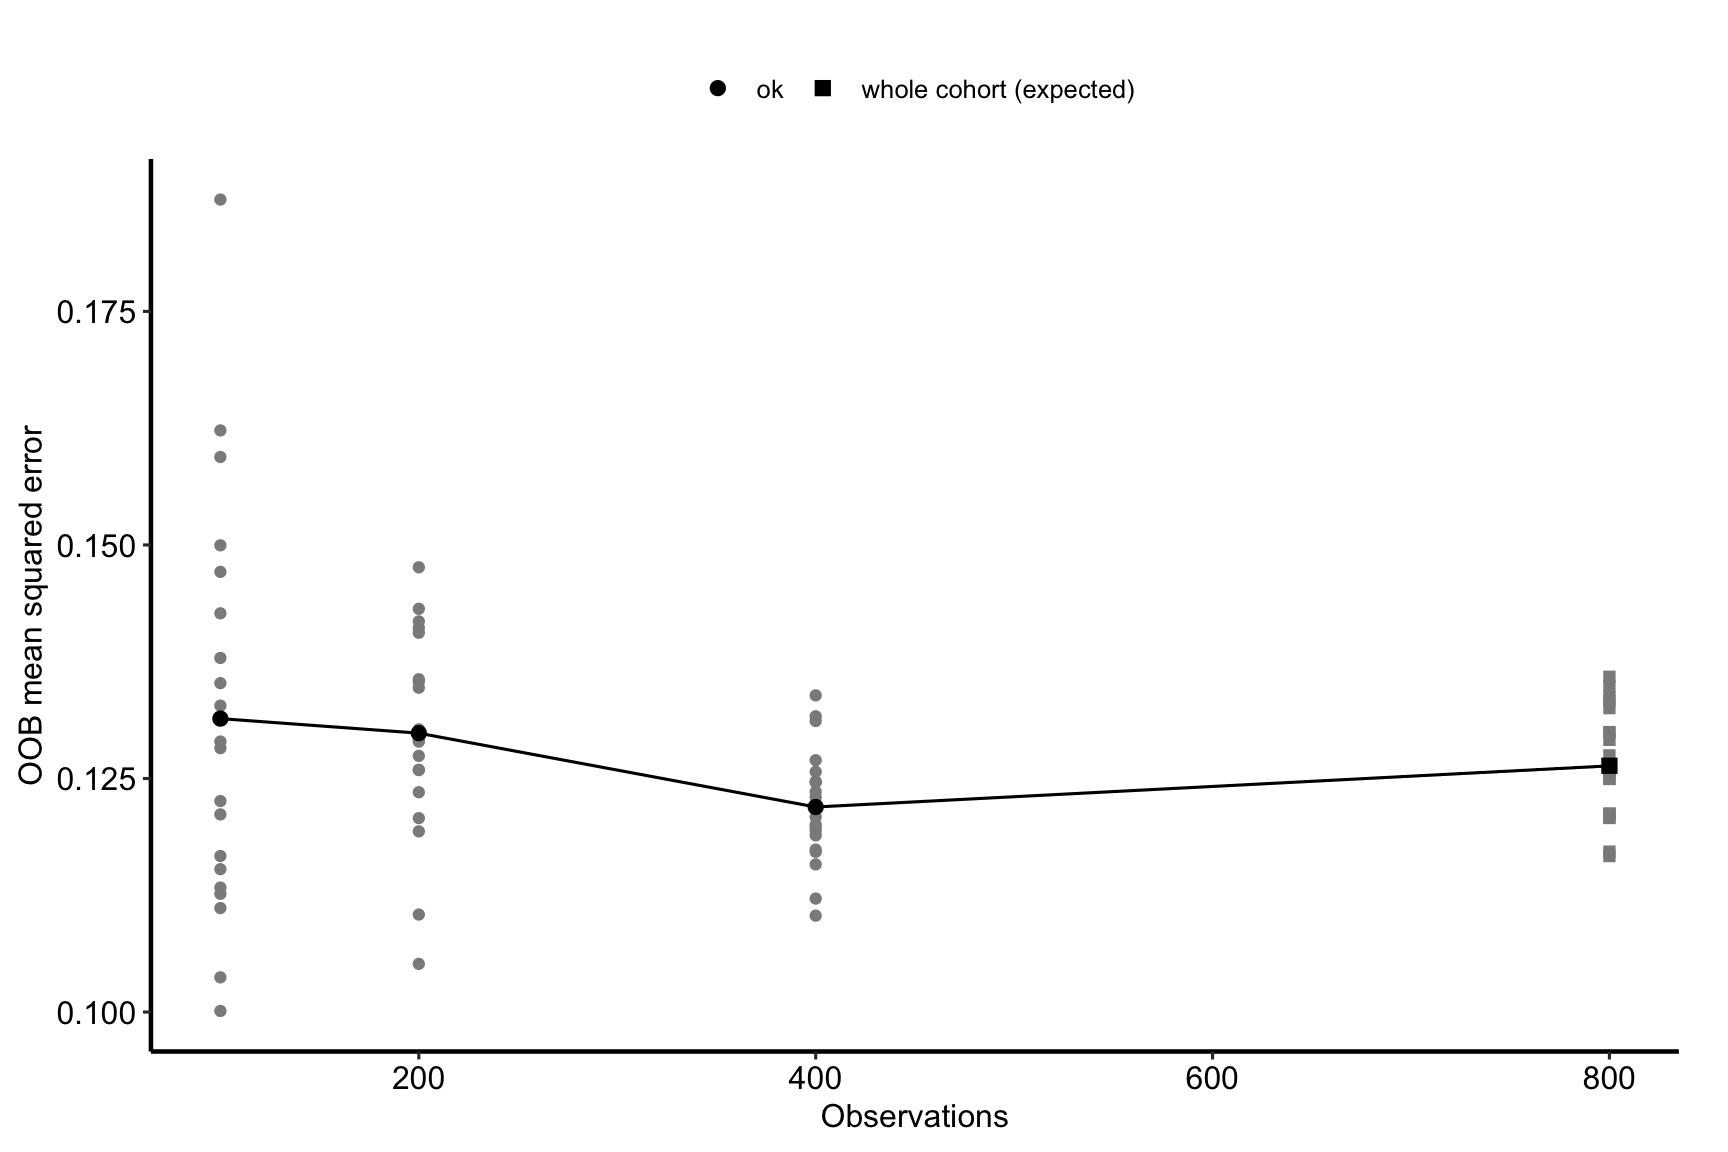 ok whole cohort (expected)
OOB mean squared error
0.175
0.150
0.125
0.100
200 400 600 800
Observations